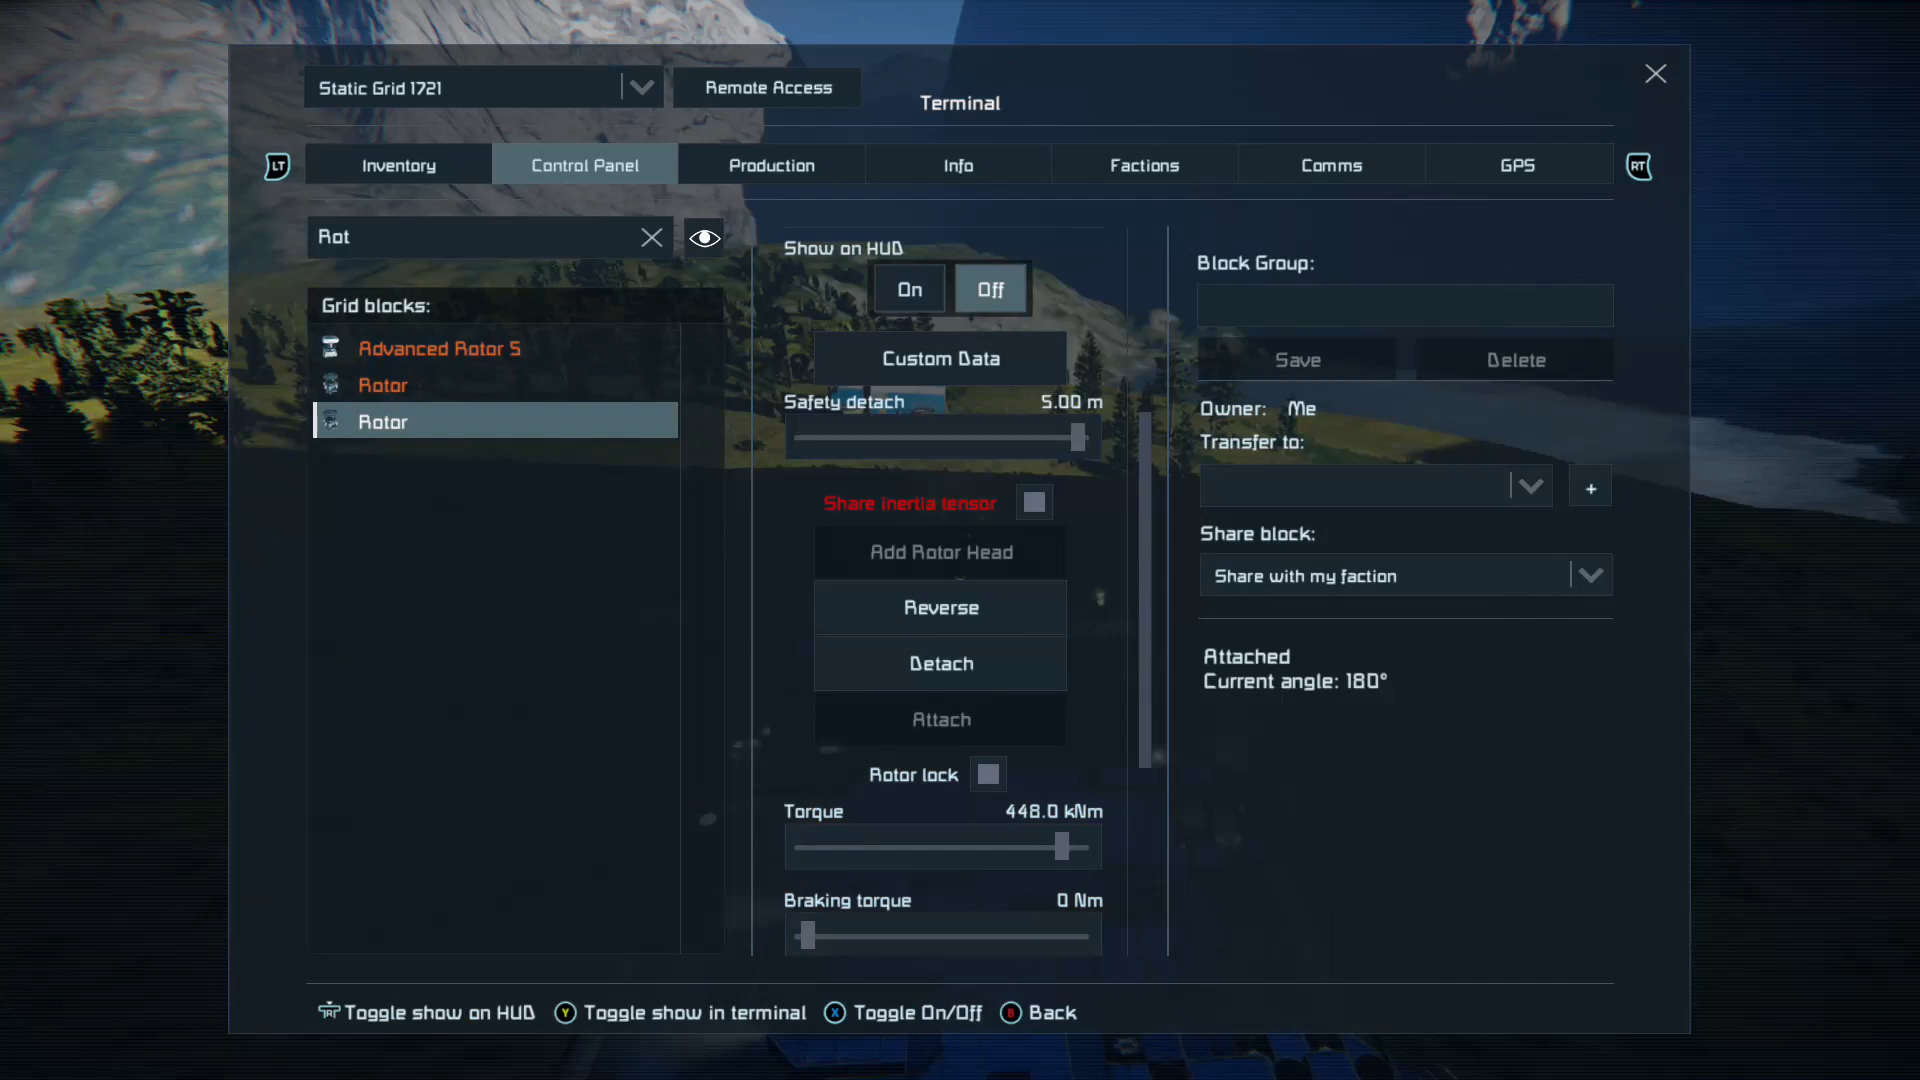 Static Grid 1721
Remote Access
Terminal
LT
Inventory
Control Panel
Production
Info
Factions
Comms
GPS
RT
Rot
Grid blocks:
Advanced Rotor 5
Rotor
Rotor
Show on HUD
On
Off
Custom Data
Safety detach 5.00 m
Share inertia tensor
Add Rotor Head
Reverse
Detach
Attach
Rotor lock
Torque 448.0 kNm
Braking torque 0 Nm
Block Group:
Save
Delete
Owner: Me
Transfer to:
+
Share block:
Share with my faction
Attached
Current angle: 180°
Toggle show on HUD
Y Toggle show in terminal
X Toggle On/Off
B Back